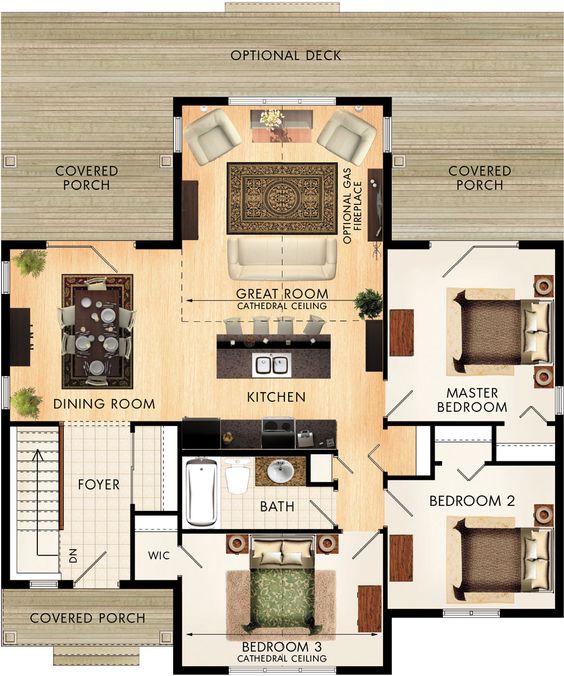 OPTIONAL DECK
COVERED
PORCH
COVERED
PORCH
OPTIONAL GAS
FIREPLACE
GREAT ROOM
CATHEDRAL CEILING
DINING ROOM
KITCHEN
MASTER
BEDROOM
FOYER
BATH
BEDROOM 2
DN
WIC
COVERED PORCH
BEDROOM 3
CATHEDRAL CEILING